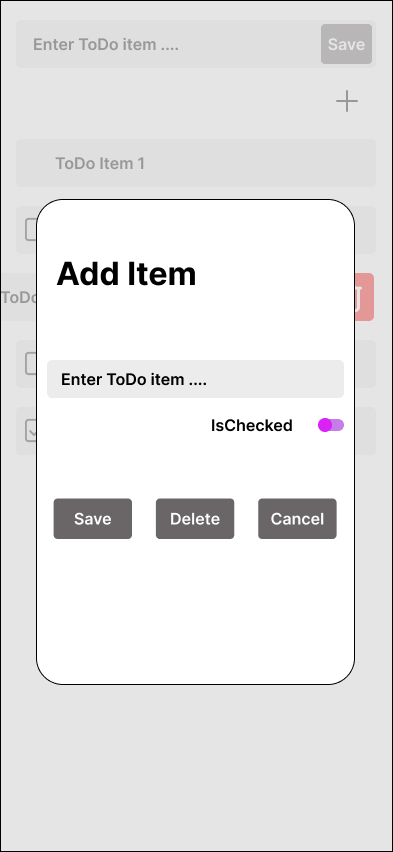 Enter ToDo item ....
Save
ToDo Item 1
Add Item
ToDo
Enter ToDo item ....
IsChecked
Save
Delete
Cancel